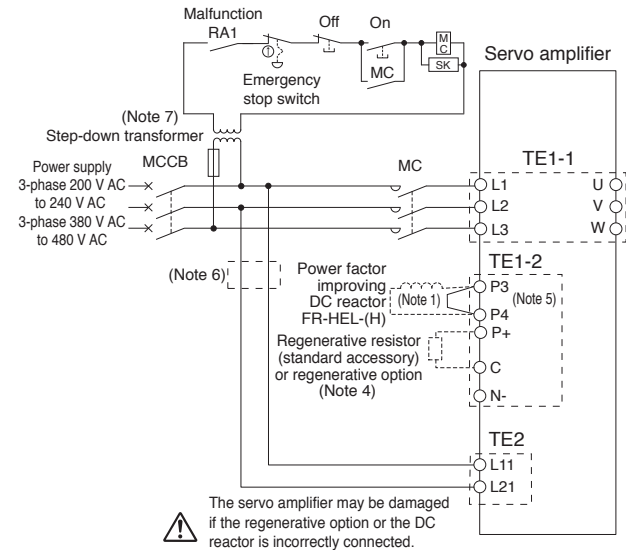 Malfunction
RA1
Off
On
MC
SK
MC
Emergency
stop switch
Servo amplifier
(Note 7)
Step-down transformer
Power supply
3-phase 200 V AC
to 240 V AC
3-phase 380 V AC
to 480 V AC
MCCB
MC
TE1-1
L1
U
L2
V
L3
W
(Note 6)
TE1-2
Power factor
improving
DC reactor
FR-HEL-(H)
(Note 1)
P3
(Note 5)
P4
P+
Regenerative resistor
(standard accessory)
or regenerative option
(Note 4)
C
N-
TE2
L11
L21
The servo amplifier may be damaged
if the regenerative option or the DC
reactor is incorrectly connected.